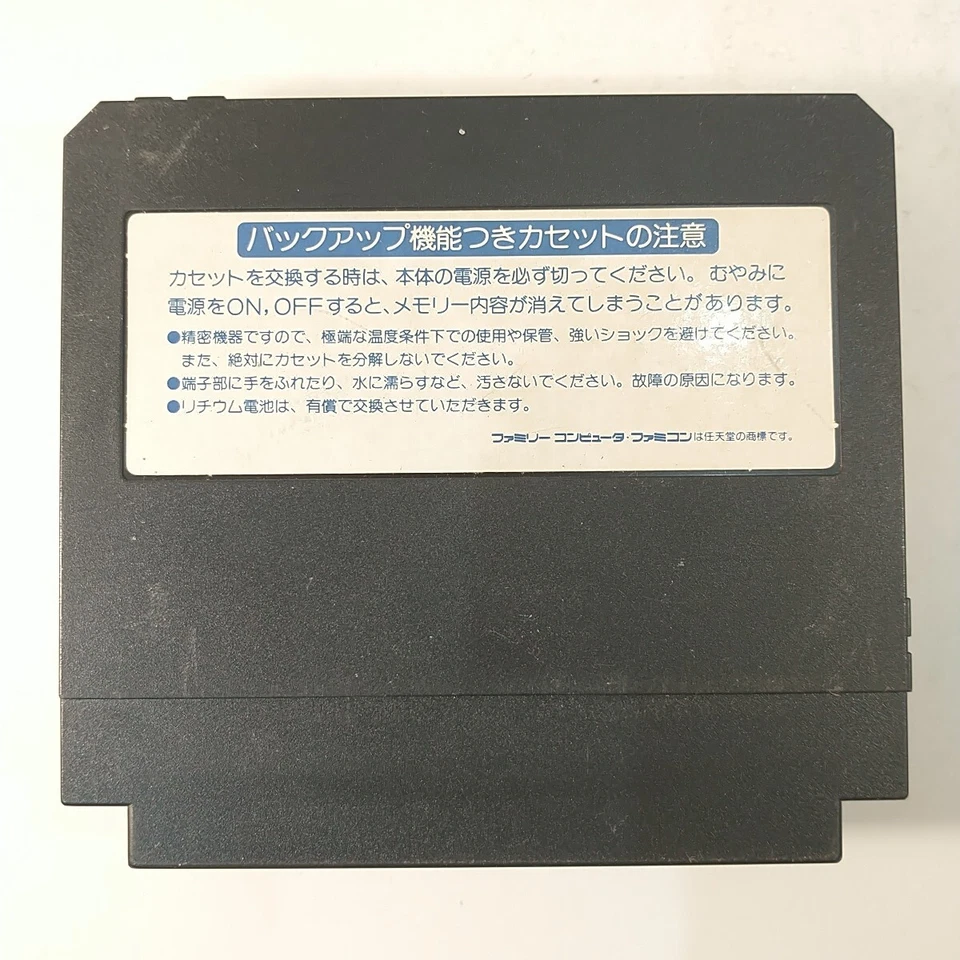 バックアップ機能つきカセットの注意
カセットを交換する時は、本体の電源を必ず切ってください。むやみに
電源をON,OFFすると、メモリー内容が消えてしまうことがあります。
●精密機器ですので、極端な温度条件下での使用や保管、強いショックを避けてください。
また、絶対にカセットを分解しないでください。
●端子部に手をふれたり、水に濡らすなど、汚さないでください。故障の原因になります。
●リチウム電池は、有償で交換させていただきます。
ファミリー コンピュータ・ファミコンは任天堂の商標です。